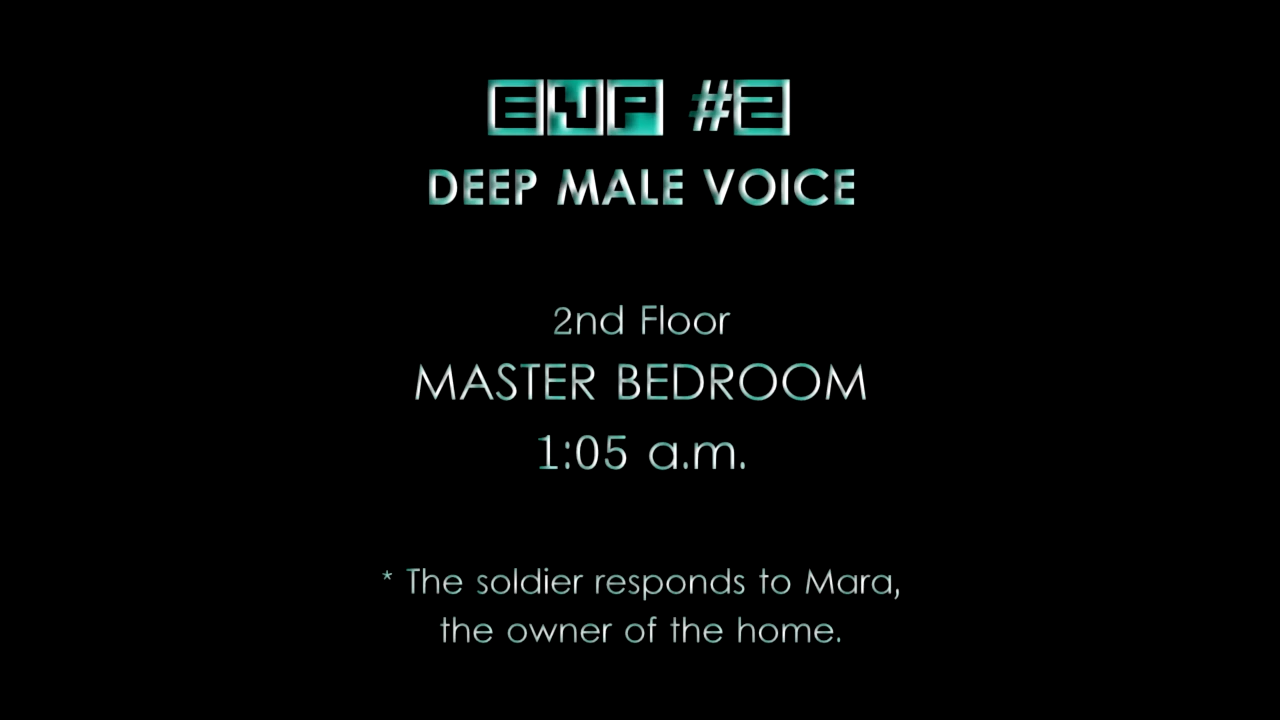 EVP #2
DEEP MALE VOICE
2nd Floor
MASTER BEDROOM
1:05 a.m.
* The soldier responds to Mara,
the owner of the home.